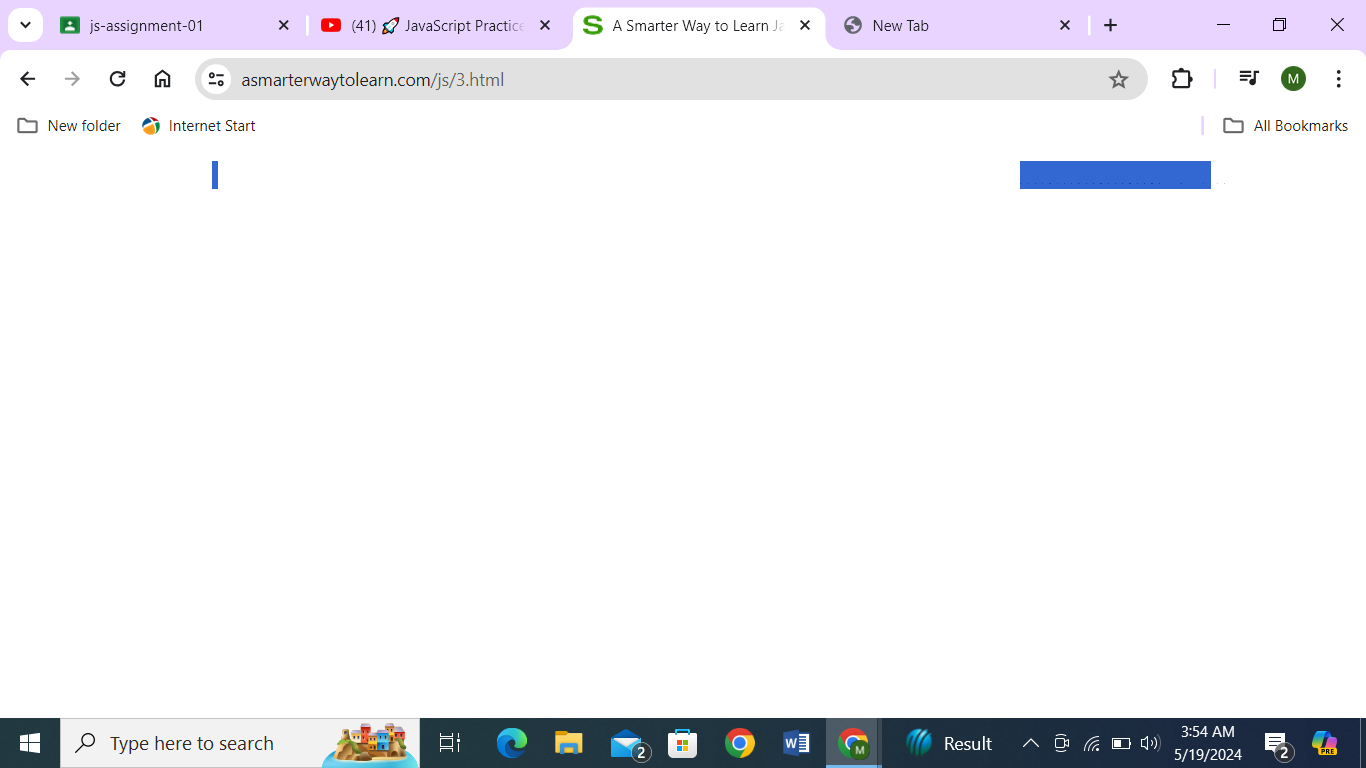 js-assignment-01
(41) 🚀 JavaScript Practice
A Smarter Way to Learn Ja
New Tab
asmarterwaytolearn.com/js/3.html
M
New folder
Internet Start
All Bookmarks
Type here to search
2
M
Result
3:54 AM
5/19/2024
2
PRE